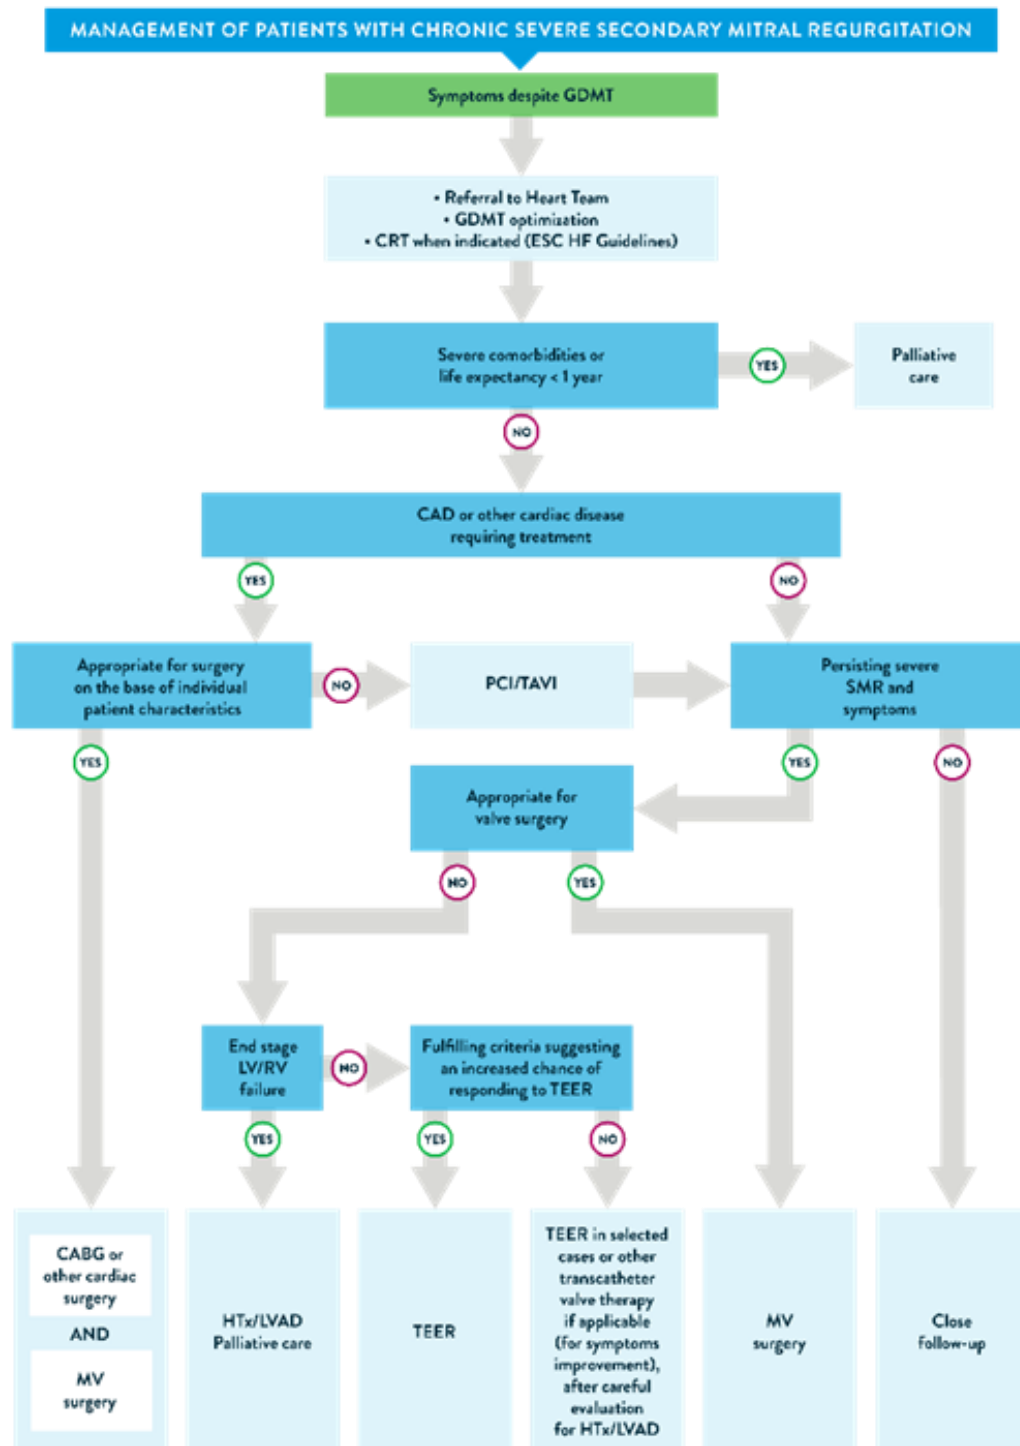 MANAGEMENT OF PATIENTS WITH CHRONIC SEVERE SECONDARY MITRAL REGURGITATION
Symptoms despite GDMT
• Referral to Heart Team
• GDMT optimization
• CRT when indicated (ESC HF Guidelines)
Severe comorbidities or
life expectancy < 1 year
YES
Palliative
care
NO
CAD or other cardiac disease
requiring treatment
YES
NO
Appropriate for surgery
on the base of individual
patient characteristics
NO
PCI/TAVI
Persisting severe
SMR and
symptoms
YES
YES
NO
Appropriate for
valve surgery
NO
YES
End stage
LV/RV
failure
NO
Fulfilling criteria suggesting
an increased chance of
responding to TEER
YES
YES
NO
CABG or
other cardiac
surgery
AND
MV
surgery
HTx/LVAD
Palliative care
TEER
TEER in selected
cases or other
transcatheter
valve therapy
if applicable
(for symptoms
improvement),
after careful
evaluation
for HTx/LVAD
MV
surgery
Close
follow-up